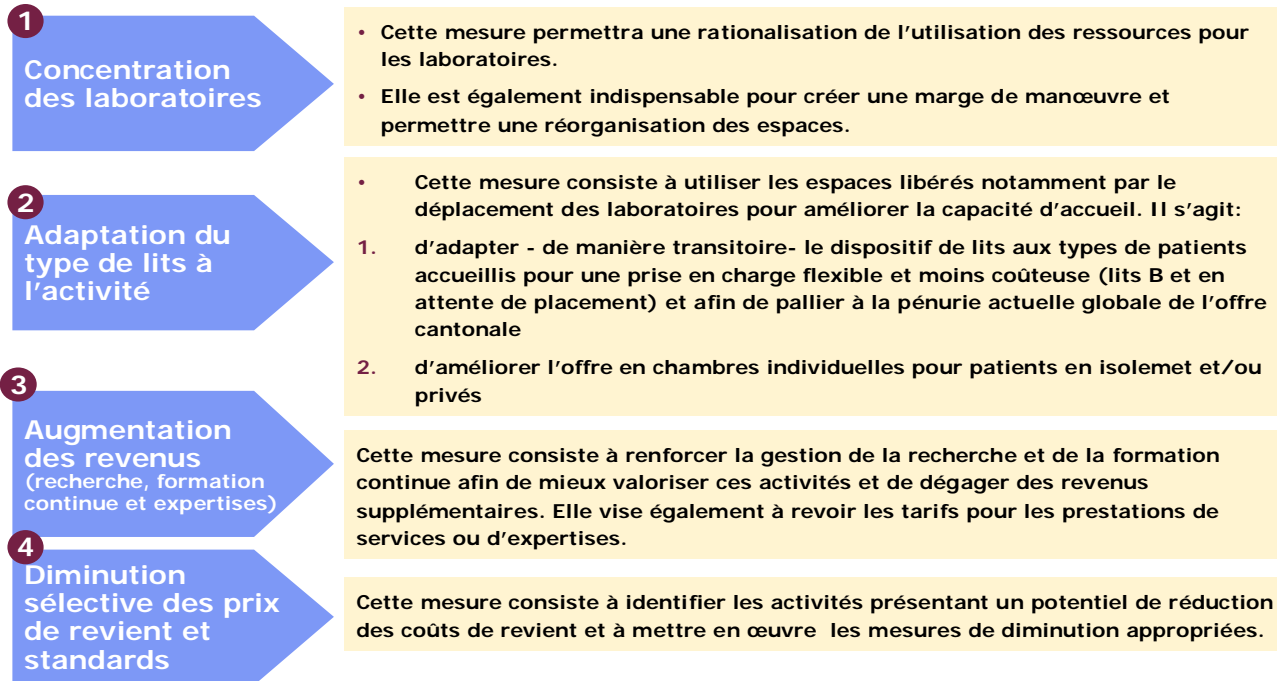 1
Concentration
des laboratoires
• Cette mesure permettra une rationalisation de l’utilisation des ressources pour
les laboratoires.
• Elle est également indispensable pour créer une marge de manœuvre et
permettre une réorganisation des espaces.
2
Adaptation du
type de lits à
l’activité
• Cette mesure consiste à utiliser les espaces libérés notamment par le
déplacement des laboratoires pour améliorer la capacité d’accueil. Il s’agit:
1. d’adapter - de manière transitoire- le dispositif de lits aux types de patients
accueillis pour une prise en charge flexible et moins coûteuse (lits B et en
attente de placement) et afin de pallier à la pénurie actuelle globale de l’offre
cantonale
2. d’améliorer l’offre en chambres individuelles pour patients en isolemet et/ou
privés
3
Augmentation
des revenus
(recherche, formation
continue et expertises)
Cette mesure consiste à renforcer la gestion de la recherche et de la formation
continue afin de mieux valoriser ces activités et de dégager des revenus
supplémentaires. Elle vise également à revoir les tarifs pour les prestations de
services ou d’expertises.
4
Diminution
sélective des prix
de revient et
standards
Cette mesure consiste à identifier les activités présentant un potentiel de réduction
des coûts de revient et à mettre en œuvre les mesures de diminution appropriées.